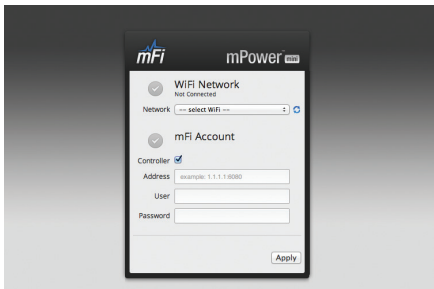 mFi
mPower mini
WiFi Network
Not Connected
Network -- select WiFi --
mFi Account
Controller
Address example: 1.1.1.1:6080
User
Password
Apply